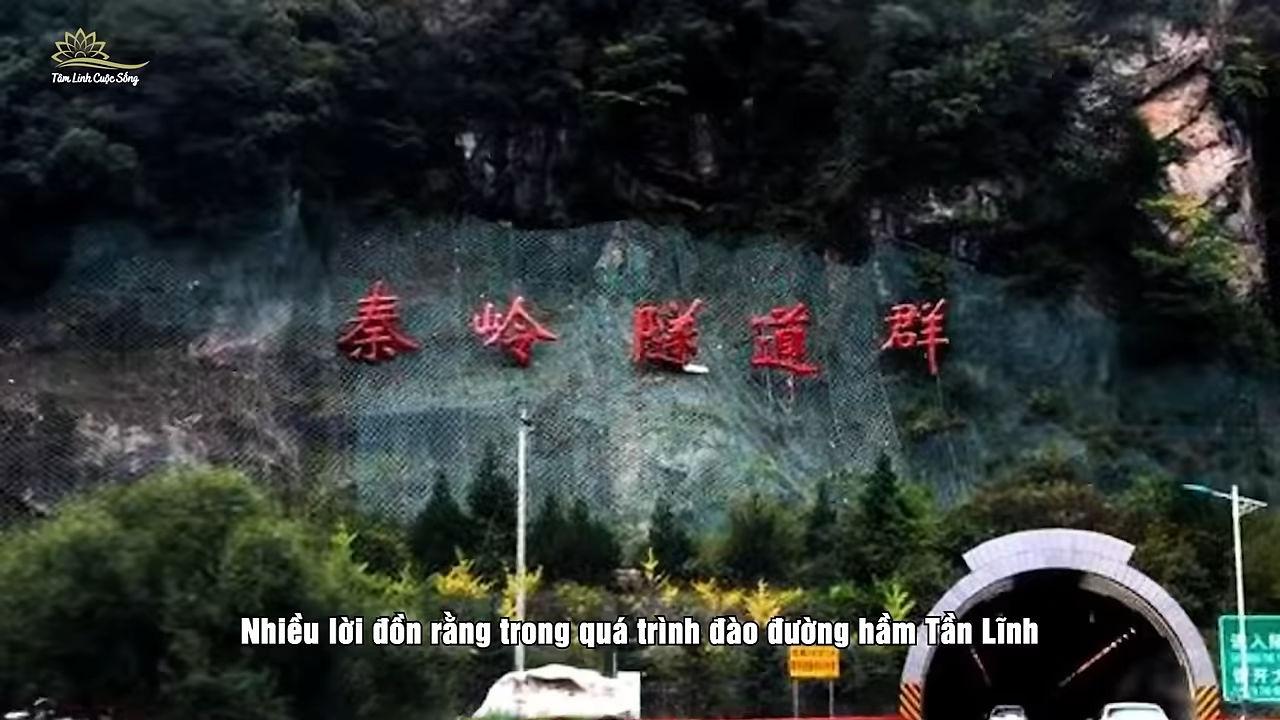 Tâm Linh Cuộc Sống
秦岭隧道群
Nhiều lời đồn rằng trong quá trình đào đường hầm Tần Lĩnh